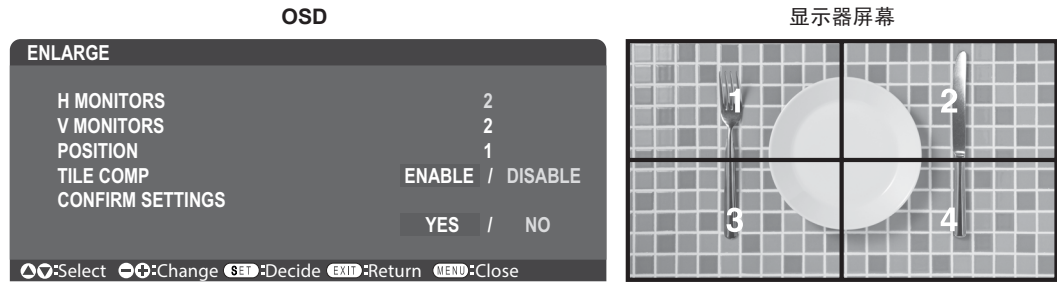 OSD
显示器屏幕
ENLARGE
H MONITORS 2
V MONITORS 2
POSITION 1
TILE COMP ENABLE / DISABLE
CONFIRM SETTINGS
YES / NO
Select Change SET:Decide EXIT:Return MENU:Close
1 2
3 4